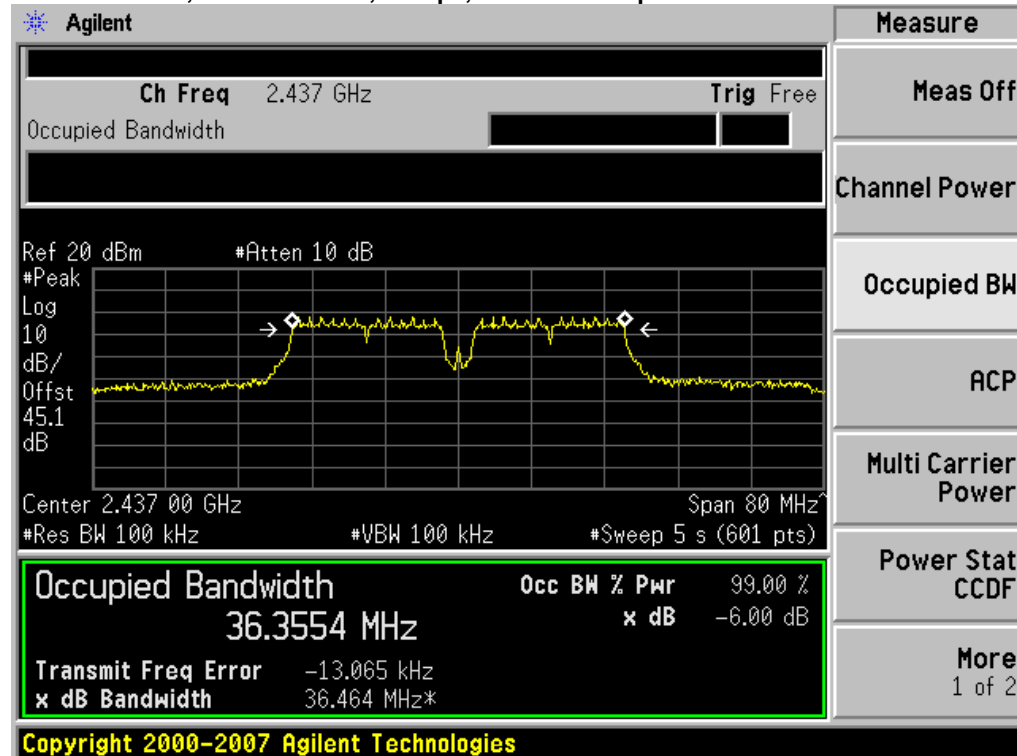 Agilent
Measure
Ch Freq 2.437 GHz Trig Free
Occupied Bandwidth
Meas Off
Channel Power
Occupied BW
ACP
Multi Carrier
Power
Power Stat
CCDF
More
1 of 2
Ref 20 dBm #Atten 10 dB
#Peak
Log
10
dB/
Offst
45.1
dB
Center 2.437 00 GHz Span 80 MHz^
#Res BW 100 kHz #VBW 100 kHz #Sweep 5 s (601 pts)
Occupied Bandwidth
36.3554 MHz
Occ BW % Pwr 99.00 %
x dB -6.00 dB
Transmit Freq Error -13.065 kHz
x dB Bandwidth 36.464 MHz*
Copyright 2000-2007 Agilent Technologies